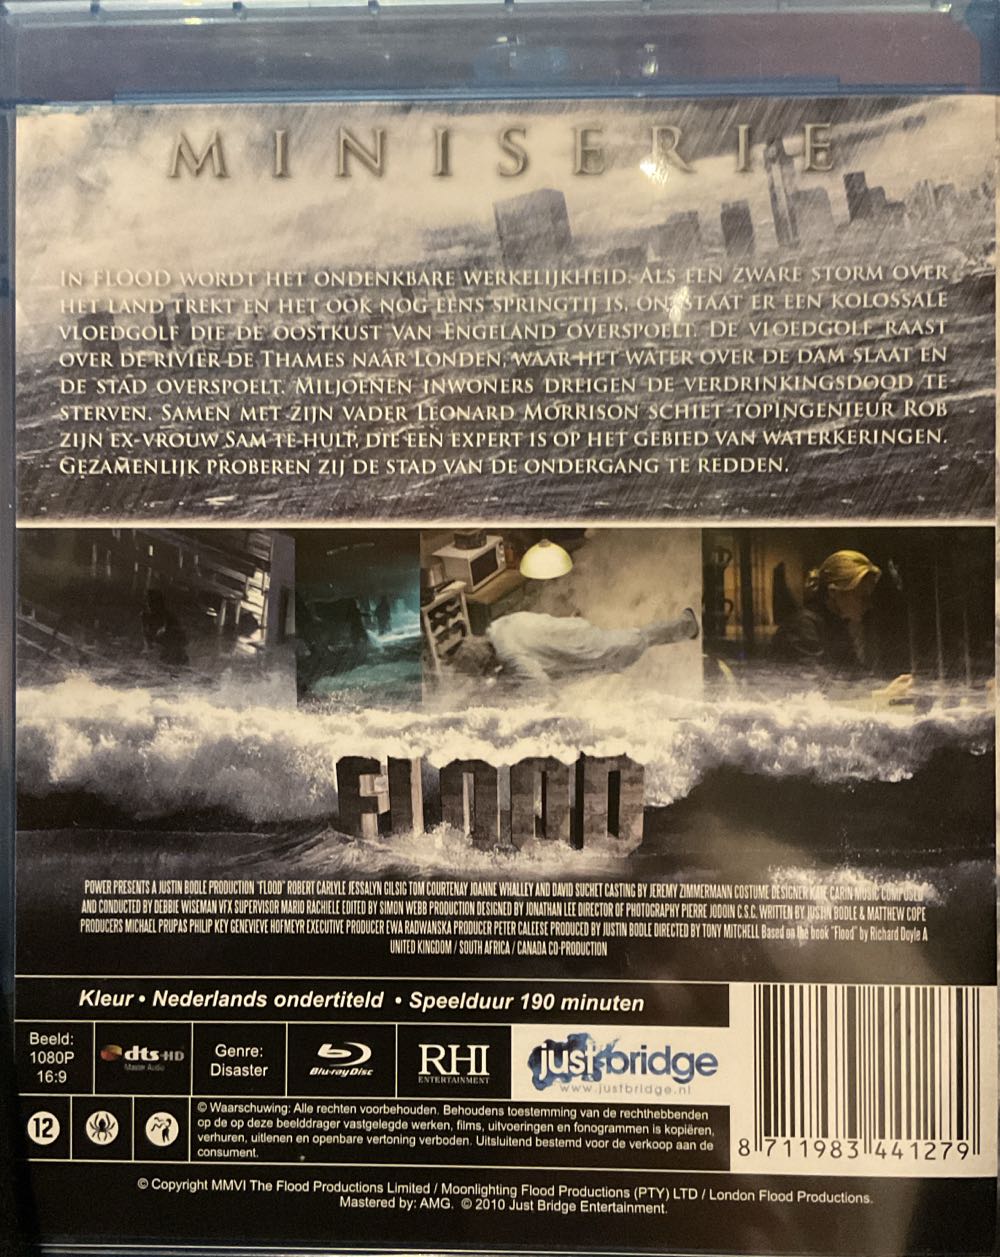 MINISERIE
In FLOOD wordt het ondenkbare werkelijkheid. Als een zware storm over
het land trekt en het ook nog eens springtij is, ontstaat er een kolossale
vloedgolf die de oostkust van Engeland overspoelt. De vloedgolf raast
over de rivier de Thames naar Londen, waar het water over de dam slaat en
de stad overspoelt. Miljoenen inwoners dreigen de verdrinkingsdood te
sterven. Samen met zijn vader Leonard Morrison schiet topingenieur Rob
zijn ex-vrouw Sam te hulp, die een expert is op het gebied van waterkeringen.
Gezamenlijk proberen zij de stad van de ondergang te redden.
FLOOD
POWER PRESENTS A JUSTIN BODLE PRODUCTION "FLOOD" ROBERT CARLYLE JESSALYN GILSIG TOM COURTENAY JOANNE WHALLEY AND DAVID SUCHET CASTING BY JEREMY ZIMMERMANN COSTUME DESIGNER KATE CARIN MUSIC COMPOSED
AND CONDUCTED BY DEBBIE WISEMAN VFX SUPERVISOR MARIO RACHIELE EDITED BY SIMON WEBB PRODUCTION DESIGNED BY JONATHAN LEE DIRECTOR OF PHOTOGRAPHY PIERRE JODOIN C.S.C. WRITTEN BY JUSTIN BODLE & MATTHEW COPE
PRODUCERS MICHAEL PRUPAS PHILIP KEY GENEVIEVE HOFMEYR EXECUTIVE PRODUCER EWA RADWANSKA PRODUCER PETER CALEESE PRODUCED BY JUSTIN BODLE DIRECTED BY TONY MITCHELL Based on the book "Flood" by Richard Doyle A
UNITED KINGDOM / SOUTH AFRICA / CANADA CO-PRODUCTION
Kleur • Nederlands ondertiteld • Speelduur 190 minuten
Beeld:
1080P
16:9
dts-HD
Master Audio
Genre:
Disaster
Blu-ray Disc
RHI
ENTERTAINMENT
just bridge
www.justbridge.nl
12
© Waarschuwing: Alle rechten voorbehouden. Behoudens toestemming van de rechthebbenden
op de op deze beelddrager vastgelegde werken, films, uitvoeringen en fonogrammen is kopiëren,
verhuren, uitlenen en openbare vertoning verboden. Uitsluitend bestemd voor de verkoop aan de
consument.
8 711983 441279
© Copyright MMVI The Flood Productions Limited / Moonlighting Flood Productions (PTY) LTD / London Flood Productions.
Mastered by: AMG. © 2010 Just Bridge Entertainment.